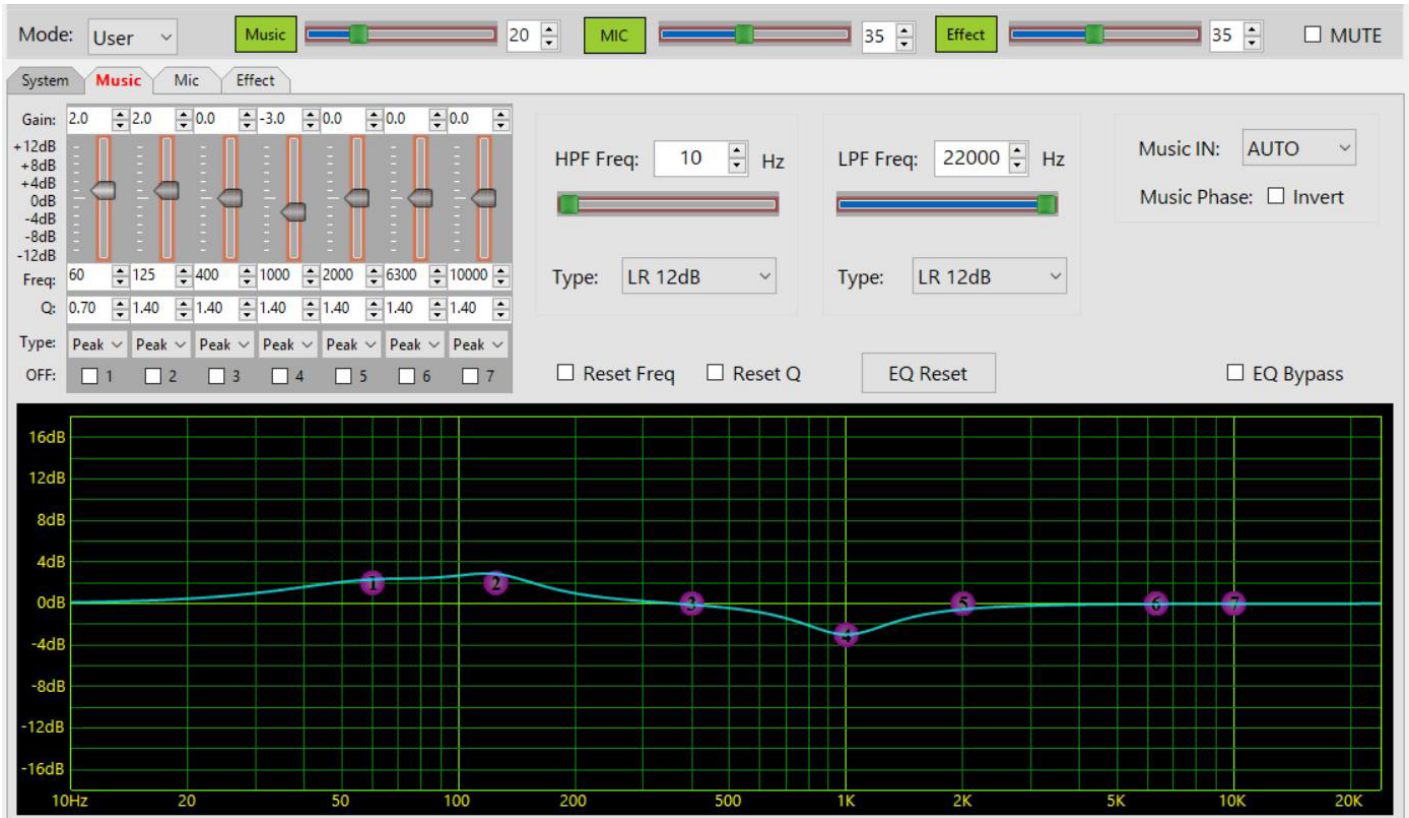 Mode: User Music 20 MIC 35 Effect 35 MUTE
System Music Mic Effect
Gain: 2.0 2.0 0.0 -3.0 0.0 0.0 0.0
+12dB
+8dB
+4dB
0dB
-4dB
-8dB
-12dB
Freq: 60 125 400 1000 2000 6300 10000
Q: 0.70 1.40 1.40 1.40 1.40 1.40 1.40
Type: Peak Peak Peak Peak Peak Peak Peak
OFF: 1 2 3 4 5 6 7
HPF Freq: 10 Hz
Type: LR 12dB
LPF Freq: 22000 Hz
Type: LR 12dB
Music IN: AUTO
Music Phase: Invert
Reset Freq Reset Q EQ Reset EQ Bypass
16dB
12dB
8dB
4dB
0dB
-4dB
-8dB
-12dB
-16dB
1 2 3 4 5 6 7
10Hz 20 50 100 200 500 1K 2K 5K 10K 20K